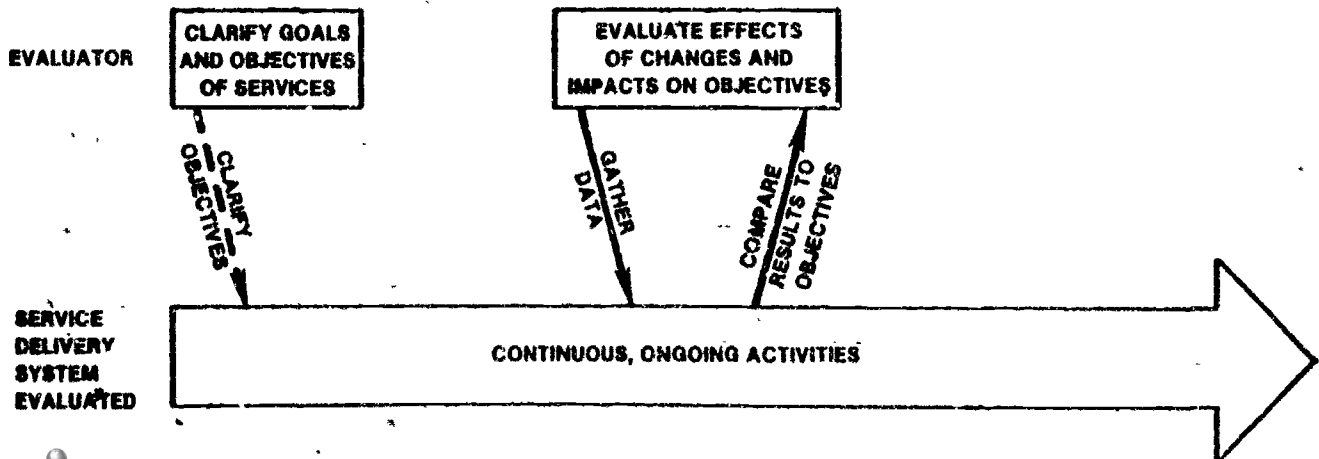 EVALUATOR
CLARIFY GOALS
AND OBJECTIVES
OF SERVICES
EVALUATE EFFECTS
OF CHANGES AND
IMPACTS ON OBJECTIVES
CLARIFY
OBJECTIVES
GATHER
DATA
COMPARE
RESULTS TO
OBJECTIVES
SERVICE
DELIVERY
SYSTEM
EVALUATED
CONTINUOUS, ONGOING ACTIVITIES